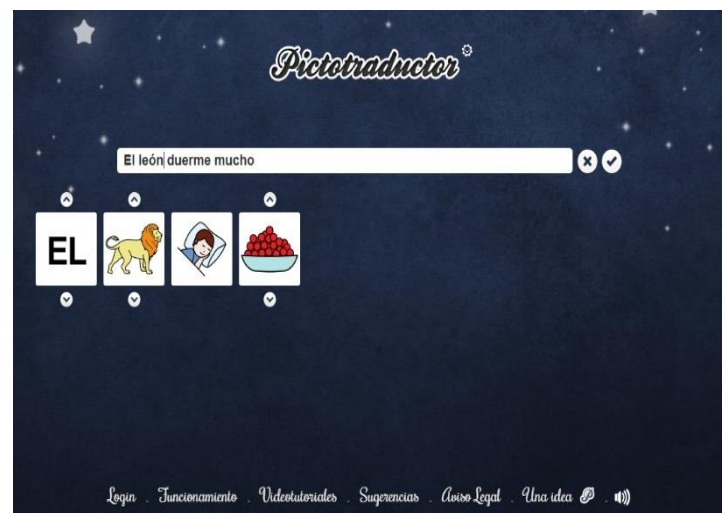 Pictotraductor
El león duerme mucho
EL
Login . Funcionamiento . Videotutoriales . Sugerencias . Aviso Legal . Una idea .